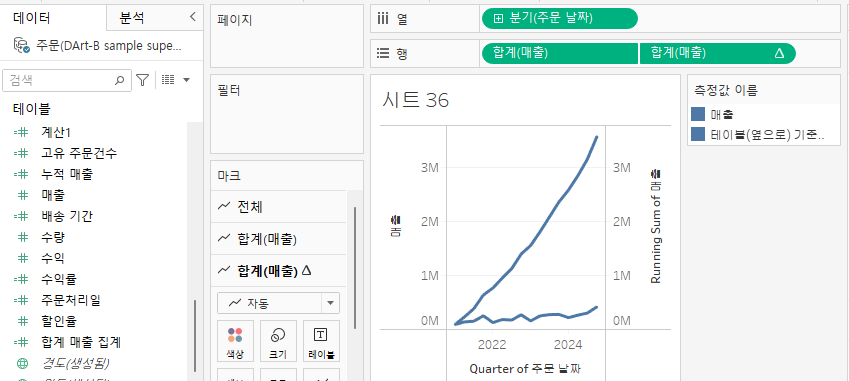 데이터
분석
주문(DArt-B sample supe...
검색
테이블
계산1
고유 주문건수
누적 매출
매출
배송 기간
수량
수익
수익률
주문처리일
할인율
합계 매출 집계
경도(생성됨)
페이지
필터
마크
전체
합계(매출)
합계(매출) Δ
자동
색상
크기
레이블
열
분기(주문 날짜)
행
합계(매출)
합계(매출) Δ
시트 36
3M
2M
1M
0M
매출
3M
2M
1M
0M
Running Sum of 매출
2022
2024
Quarter of 주문 날짜
측정값 이름
매출
테이블(옆으로) 기준..